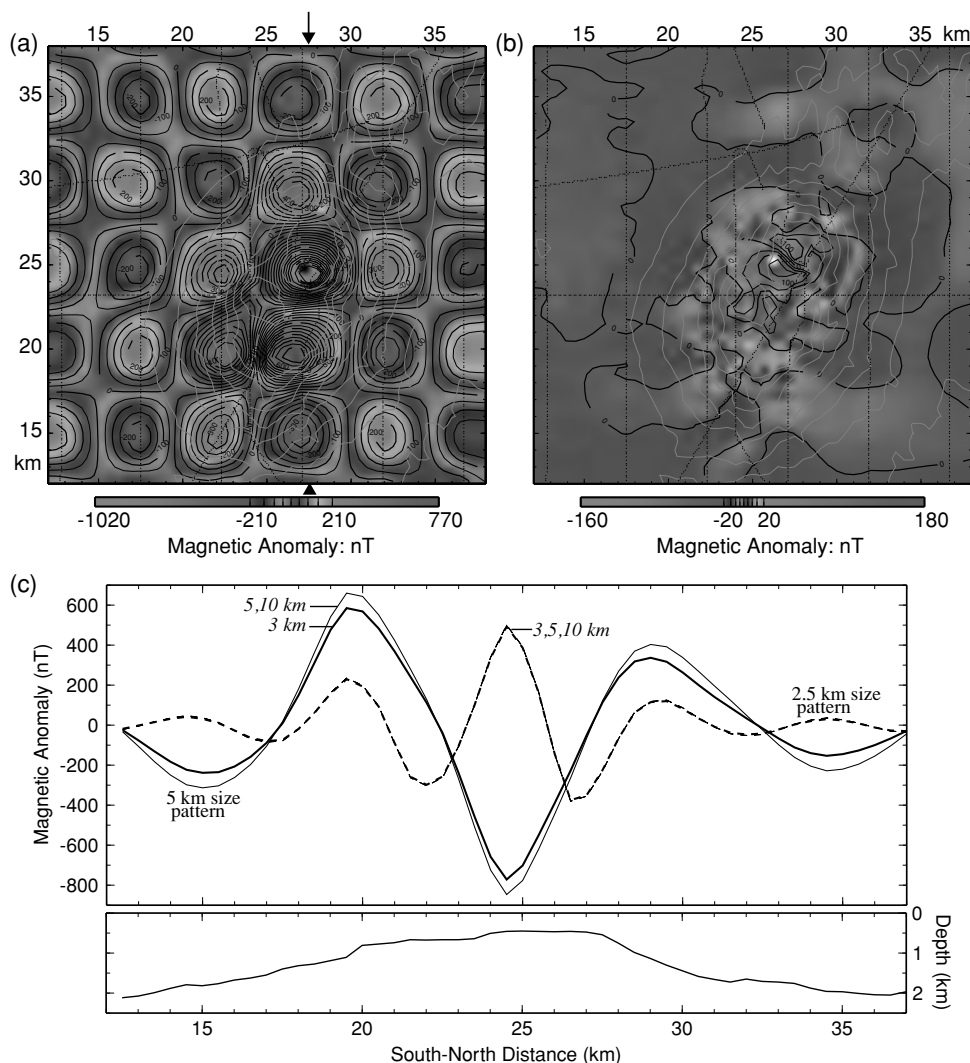 15 20 25 30 35
15 20 25 30 35 km
(a)
(b)
35
30
25
20
15
km
-1020 -210 210 770
Magnetic Anomaly: nT
-160 -20 20 180
Magnetic Anomaly: nT
(c)
600
400
200
0
-200
-400
-600
-800
Magnetic Anomaly (nT)
5,10 km
3 km
3,5,10 km
2.5 km size
pattern
5 km size
pattern
0
1
2
Depth (km)
15 20 25 30 35
South-North Distance (km)